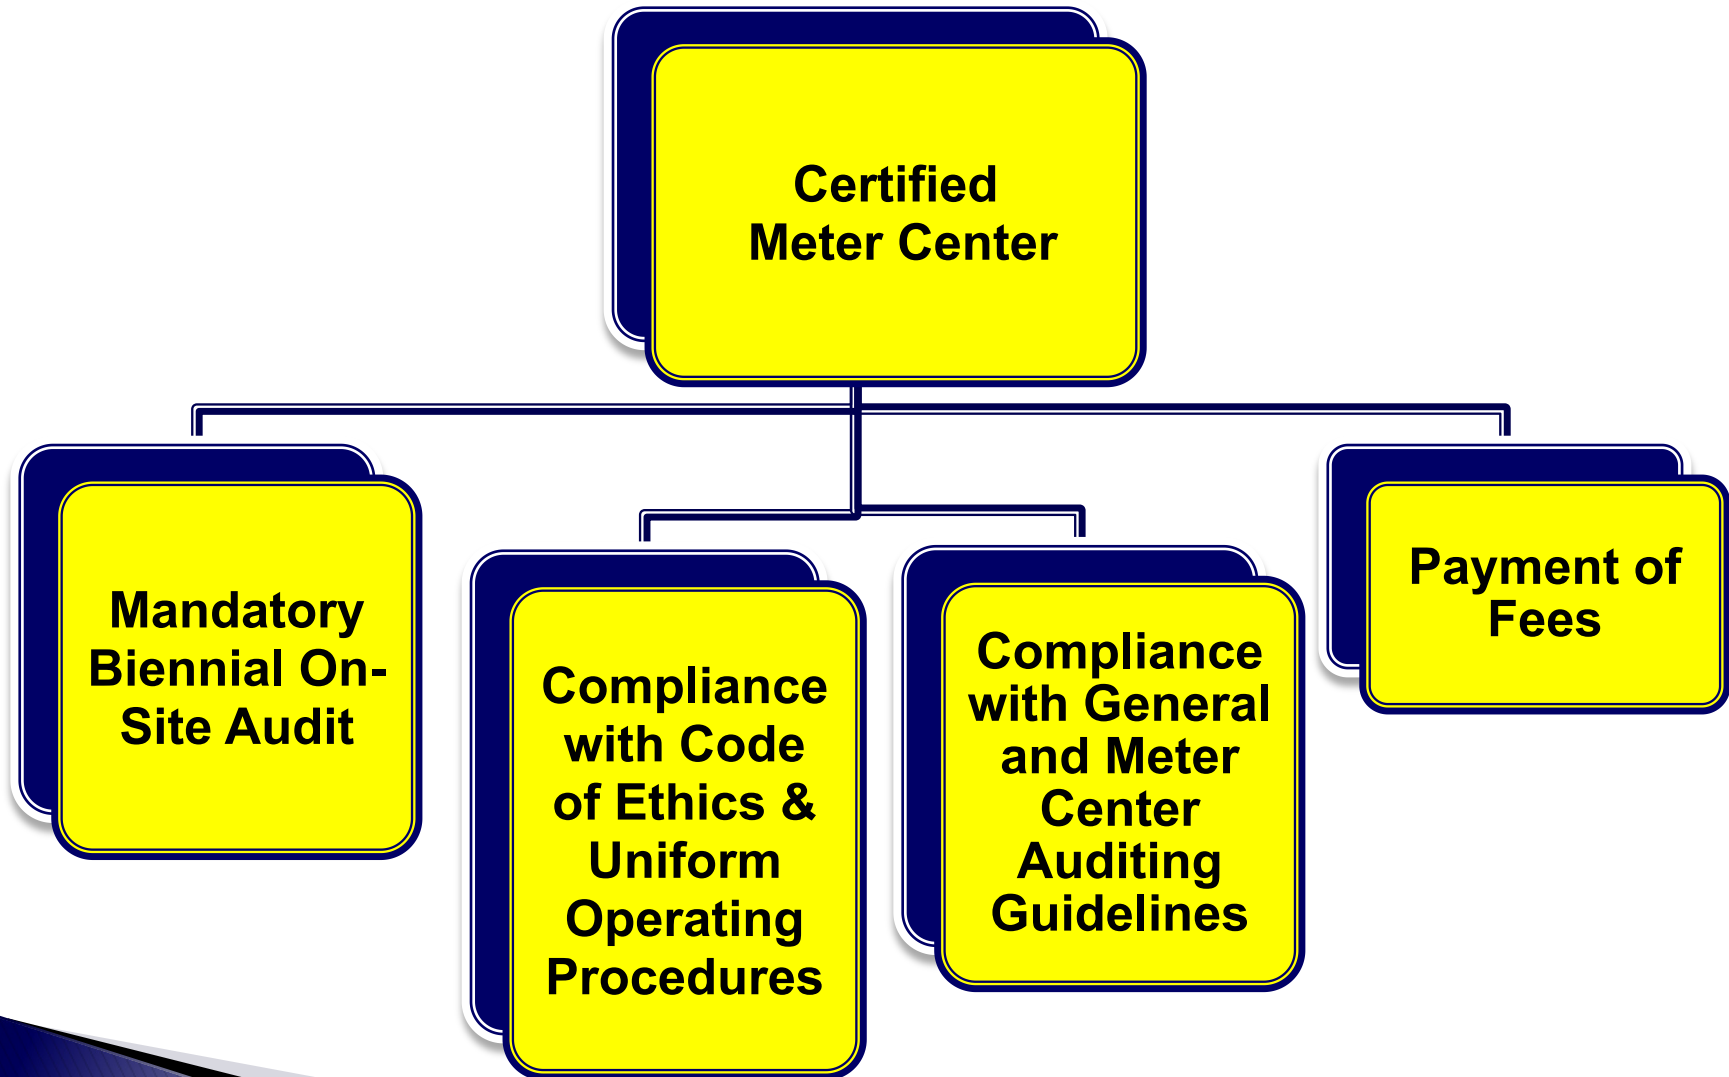 Certified
Meter Center
Mandatory
Biennial On-
Site Audit
Compliance
with Code
of Ethics &
Uniform
Operating
Procedures
Compliance
with General
and Meter
Center
Auditing
Guidelines
Payment of
Fees